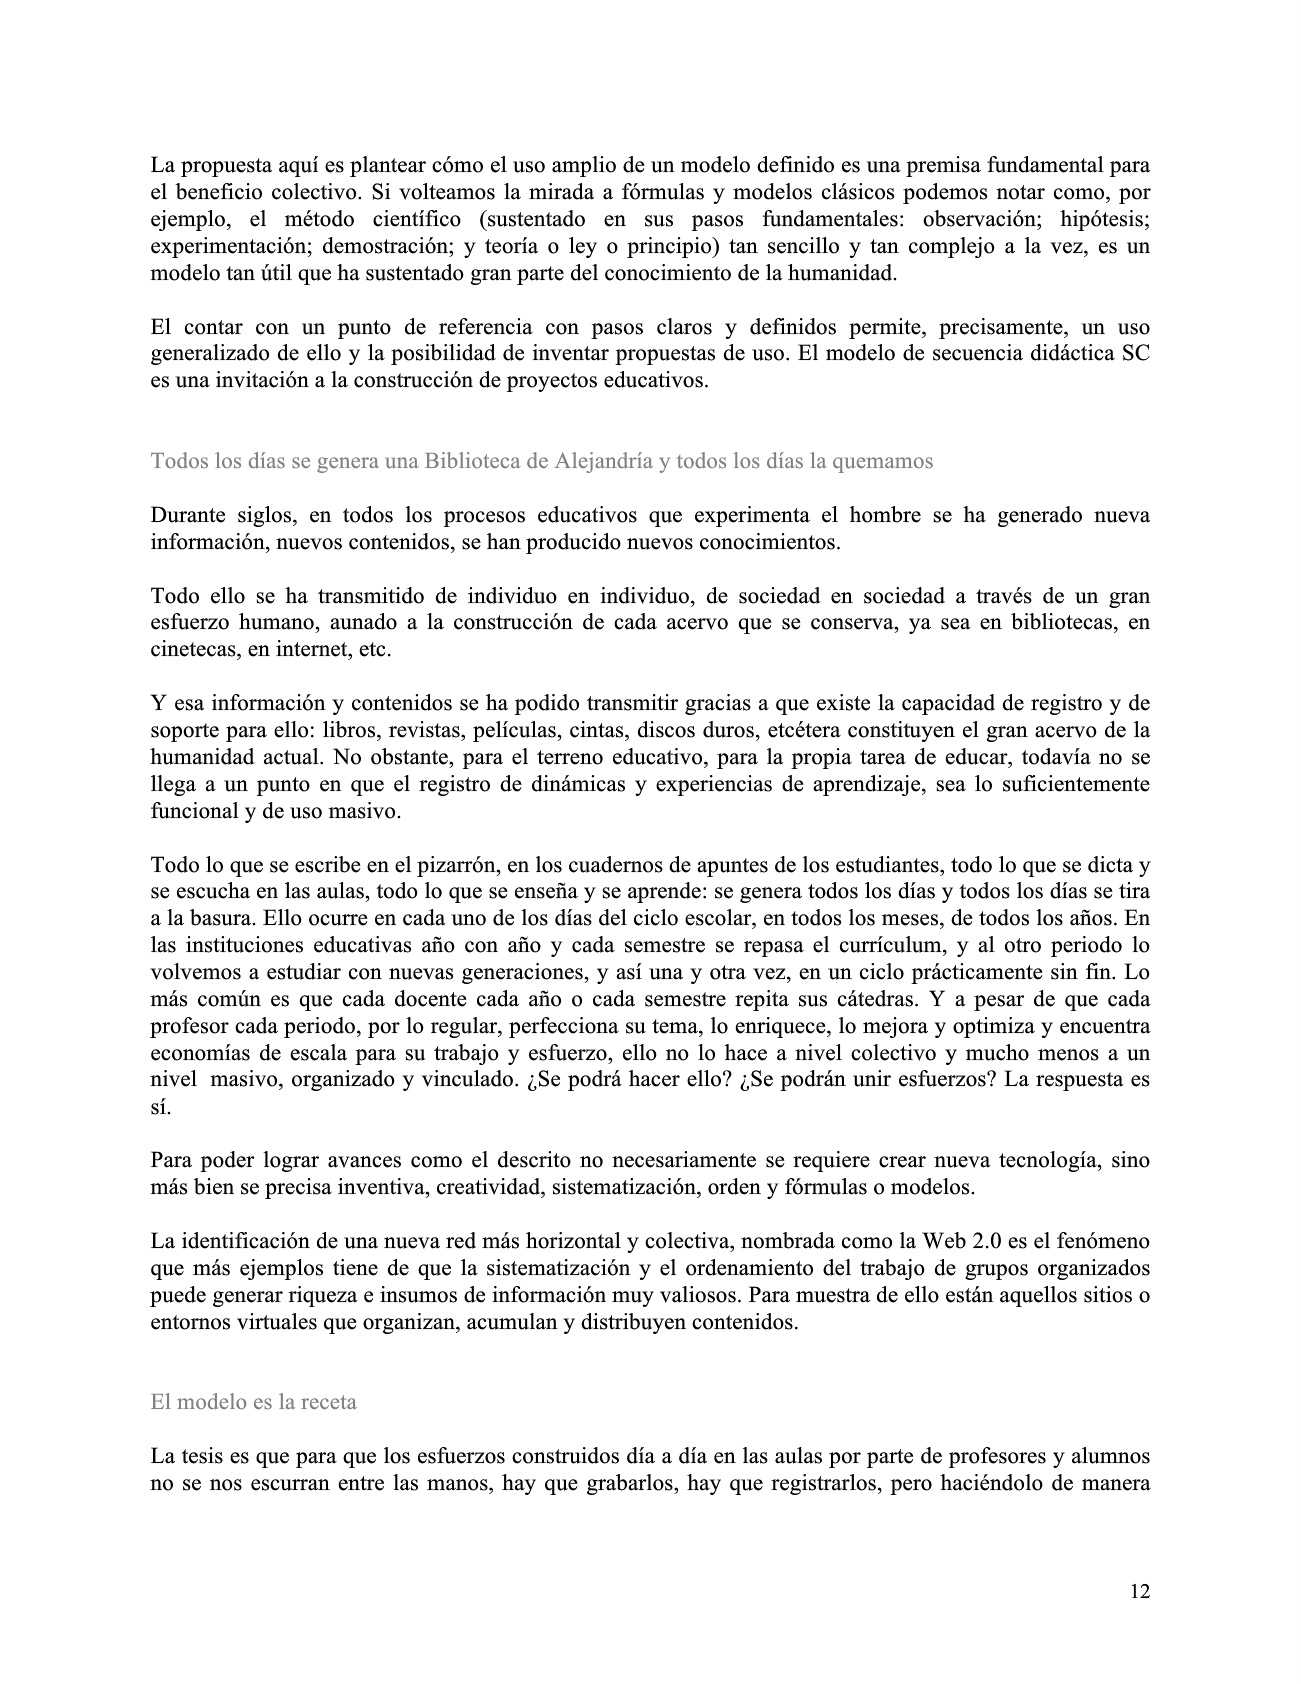 La propuesta aquí es plantear cómo el uso amplio de un modelo definido es una premisa fundamental para
el beneficio colectivo. Si volteamos la mirada a fórmulas y modelos clásicos podemos notar como, por
ejemplo, el método científico (sustentado en sus pasos fundamentales: observación; hipótesis;
experimentación; demostración; y teoría o ley o principio) tan sencillo y tan complejo a la vez, es un
modelo tan útil que ha sustentado gran parte del conocimiento de la humanidad.
El contar con un punto de referencia con pasos claros y definidos permite, precisamente, un uso
generalizado de ello y la posibilidad de inventar propuestas de uso. El modelo de secuencia didáctica SC
es una invitación a la construcción de proyectos educativos.
Todos los días se genera una Biblioteca de Alejandría y todos los días la quemamos
Durante siglos, en todos los procesos educativos que experimenta el hombre se ha generado nueva
información, nuevos contenidos, se han producido nuevos conocimientos.
Todo ello se ha transmitido de individuo en individuo, de sociedad en sociedad a través de un gran
esfuerzo humano, aunado a la construcción de cada acervo que se conserva, ya sea en bibliotecas, en
cinetecas, en internet, etc.
Y esa información y contenidos se ha podido transmitir gracias a que existe la capacidad de registro y de
soporte para ello: libros, revistas, películas, cintas, discos duros, etcétera constituyen el gran acervo de la
humanidad actual. No obstante, para el terreno educativo, para la propia tarea de educar, todavía no se
llega a un punto en que el registro de dinámicas y experiencias de aprendizaje, sea lo suficientemente
funcional y de uso masivo.
Todo lo que se escribe en el pizarrón, en los cuadernos de apuntes de los estudiantes, todo lo que se dicta y
se escucha en las aulas, todo lo que se enseña y se aprende: se genera todos los días y todos los días se tira
a la basura. Ello ocurre en cada uno de los días del ciclo escolar, en todos los meses, de todos los años. En
las instituciones educativas año con año y cada semestre se repasa el currículum, y al otro periodo lo
volvemos a estudiar con nuevas generaciones, y así una y otra vez, en un ciclo prácticamente sin fin. Lo
más común es que cada docente cada año o cada semestre repita sus cátedras. Y a pesar de que cada
profesor cada periodo, por lo regular, perfecciona su tema, lo enriquece, lo mejora y optimiza y encuentra
economías de escala para su trabajo y esfuerzo, ello no lo hace a nivel colectivo y mucho menos a un
nivel  masivo, organizado y vinculado. ¿Se podrá hacer ello? ¿Se podrán unir esfuerzos? La respuesta es
sí.
Para poder lograr avances como el descrito no necesariamente se requiere crear nueva tecnología, sino
más bien se precisa inventiva, creatividad, sistematización, orden y fórmulas o modelos.
La identificación de una nueva red más horizontal y colectiva, nombrada como la Web 2.0 es el fenómeno
que más ejemplos tiene de que la sistematización y el ordenamiento del trabajo de grupos organizados
puede generar riqueza e insumos de información muy valiosos. Para muestra de ello están aquellos sitios o
entornos virtuales que organizan, acumulan y distribuyen contenidos.
El modelo es la receta
La tesis es que para que los esfuerzos construidos día a día en las aulas por parte de profesores y alumnos
no se nos escurran entre las manos, hay que grabarlos, hay que registrarlos, pero haciéndolo de manera
12